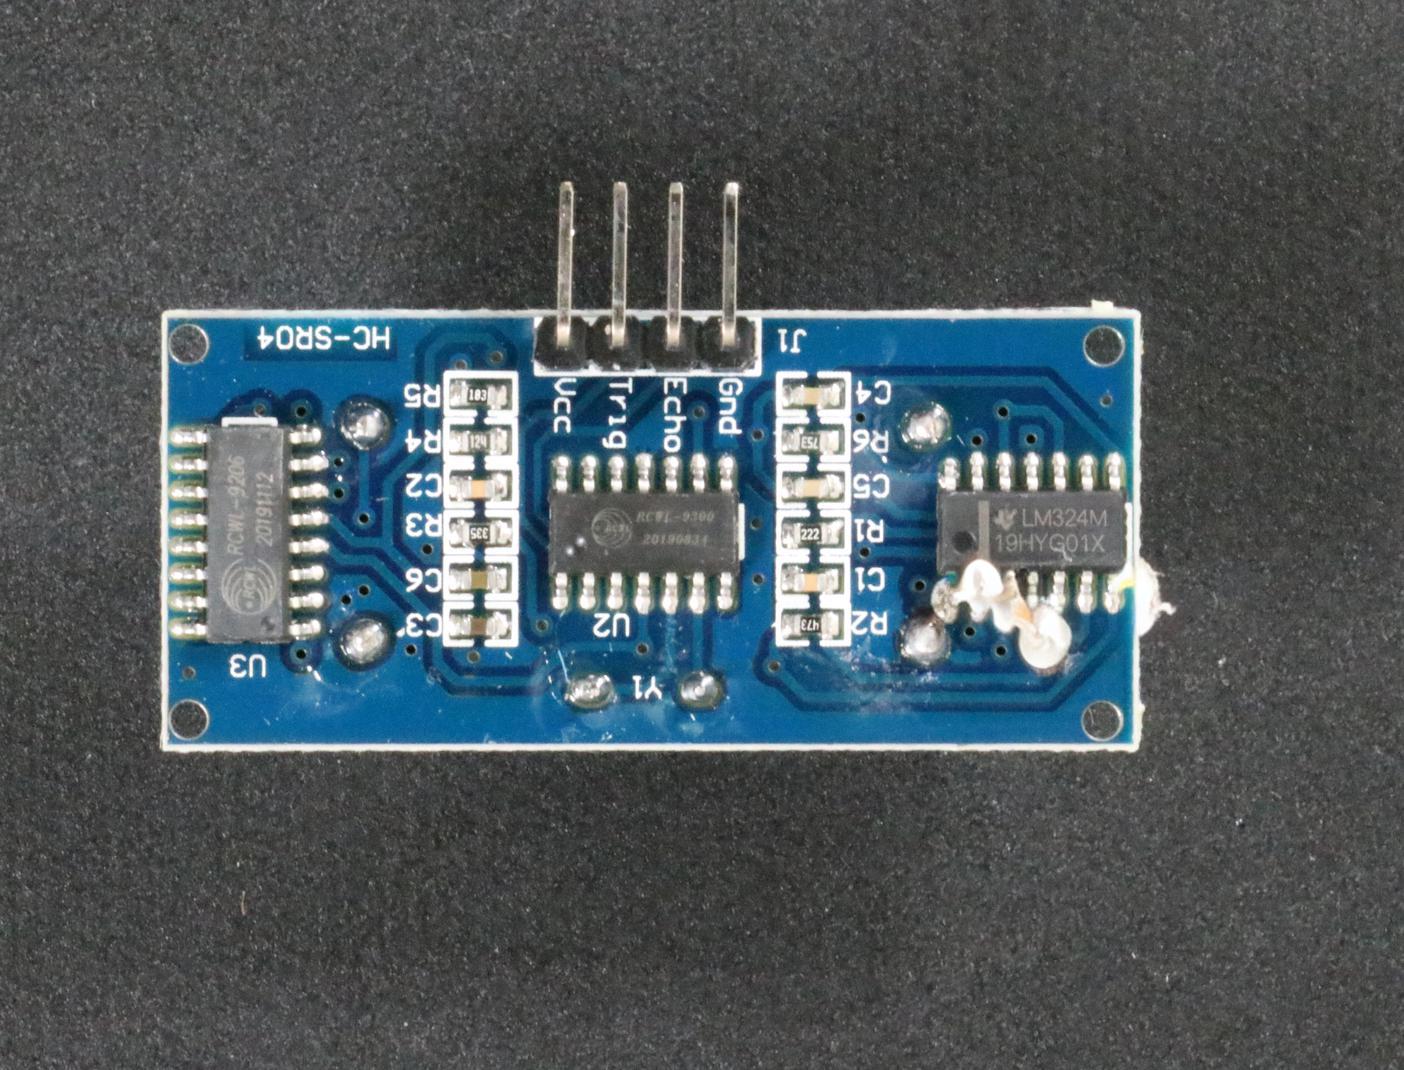 HC-SR04
J1
Vcc
Trig
Echo
Gnd
R5
183
R4
124
C2
R3
335
C6
C3
C4
R6
753
C5
R1
222
C1
R2
473
RCWL-9206
20191112
RCWL
U3
RCWL-9300
20190834
U2
Y1
LM324M
19HYG01X